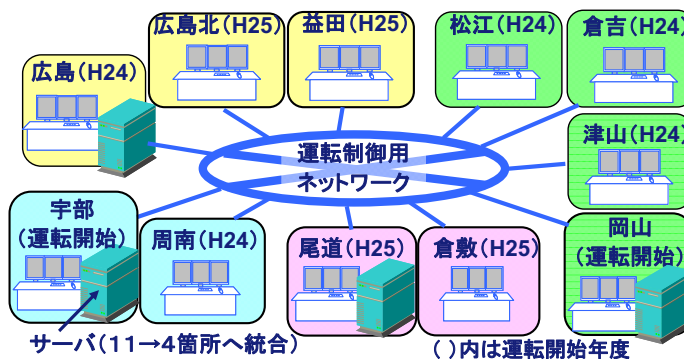 広島北(H25)
益田(H25)
松江(H24)
倉吉(H24)
広島(H24)
津山(H24)
運転制御用
ネットワーク
宇部
(運転開始)
周南(H24)
尾道(H25)
倉敷(H25)
岡山
(運転開始)
サーバ(11→4箇所へ統合)
( )内は運転開始年度